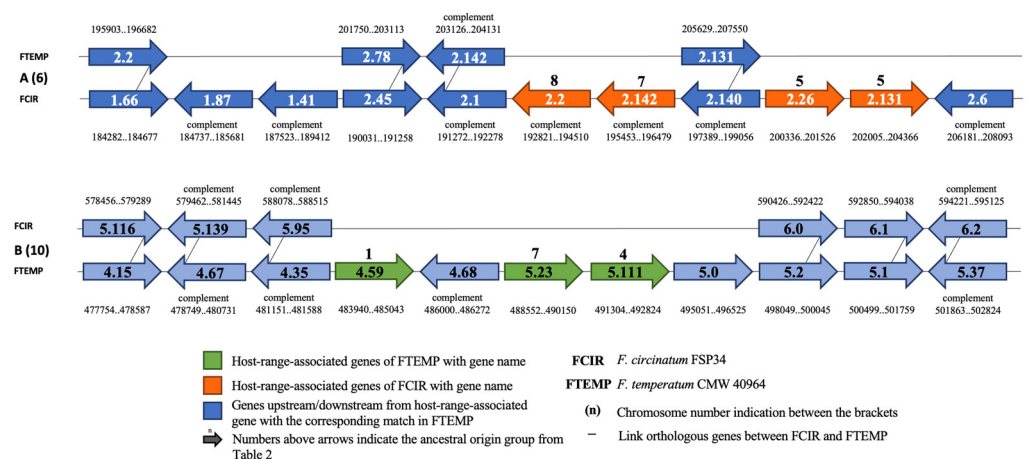 complement
195903..196682 201750..203113 203126..204131 205629..207550
FTEMP 2.2 2.78 2.142 2.131
A (6) 8 7 5 5
FCIR 1.66 1.87 1.41 2.45 2.1 2.2 2.142 2.140 2.26 2.131 2.6
complement complement complement complement complement complement complement
184282..184677 184737..185681 187523..189412 190031..191258 191272..192278 192821..194510 195453..196479 197389..199056 200336..201526 202005..204366 206181..208093
complement complement complement
578456..579289 579462..581445 588078..588515 590426..592422 592850..594038 594221..595125
FCIR 5.116 5.139 5.95 6.0 6.1 6.2
B (10) 1 7 4
FTEMP 4.15 4.67 4.35 4.59 4.68 5.23 5.111 5.0 5.2 5.1 5.37
complement complement complement
477754..478587 478749..480731 481151..481588 483940..485043 486000..486272 488552..490150 491304..492824 495051..496525 498049..500045 500499..501759 501863..502824
Host-range-associated genes of FTEMP with gene name
Host-range-associated genes of FCIR with gene name
Genes upstream/downstream from host-range-associated
gene with the corresponding match in FTEMP
n
Numbers above arrows indicate the ancestral origin group from
Table 2
FCIR F. circinatum FSP34
FTEMP F. temperatum CMW 40964
(n) Chromosome number indication between the brackets
– Link orthologous genes between FCIR and FTEMP